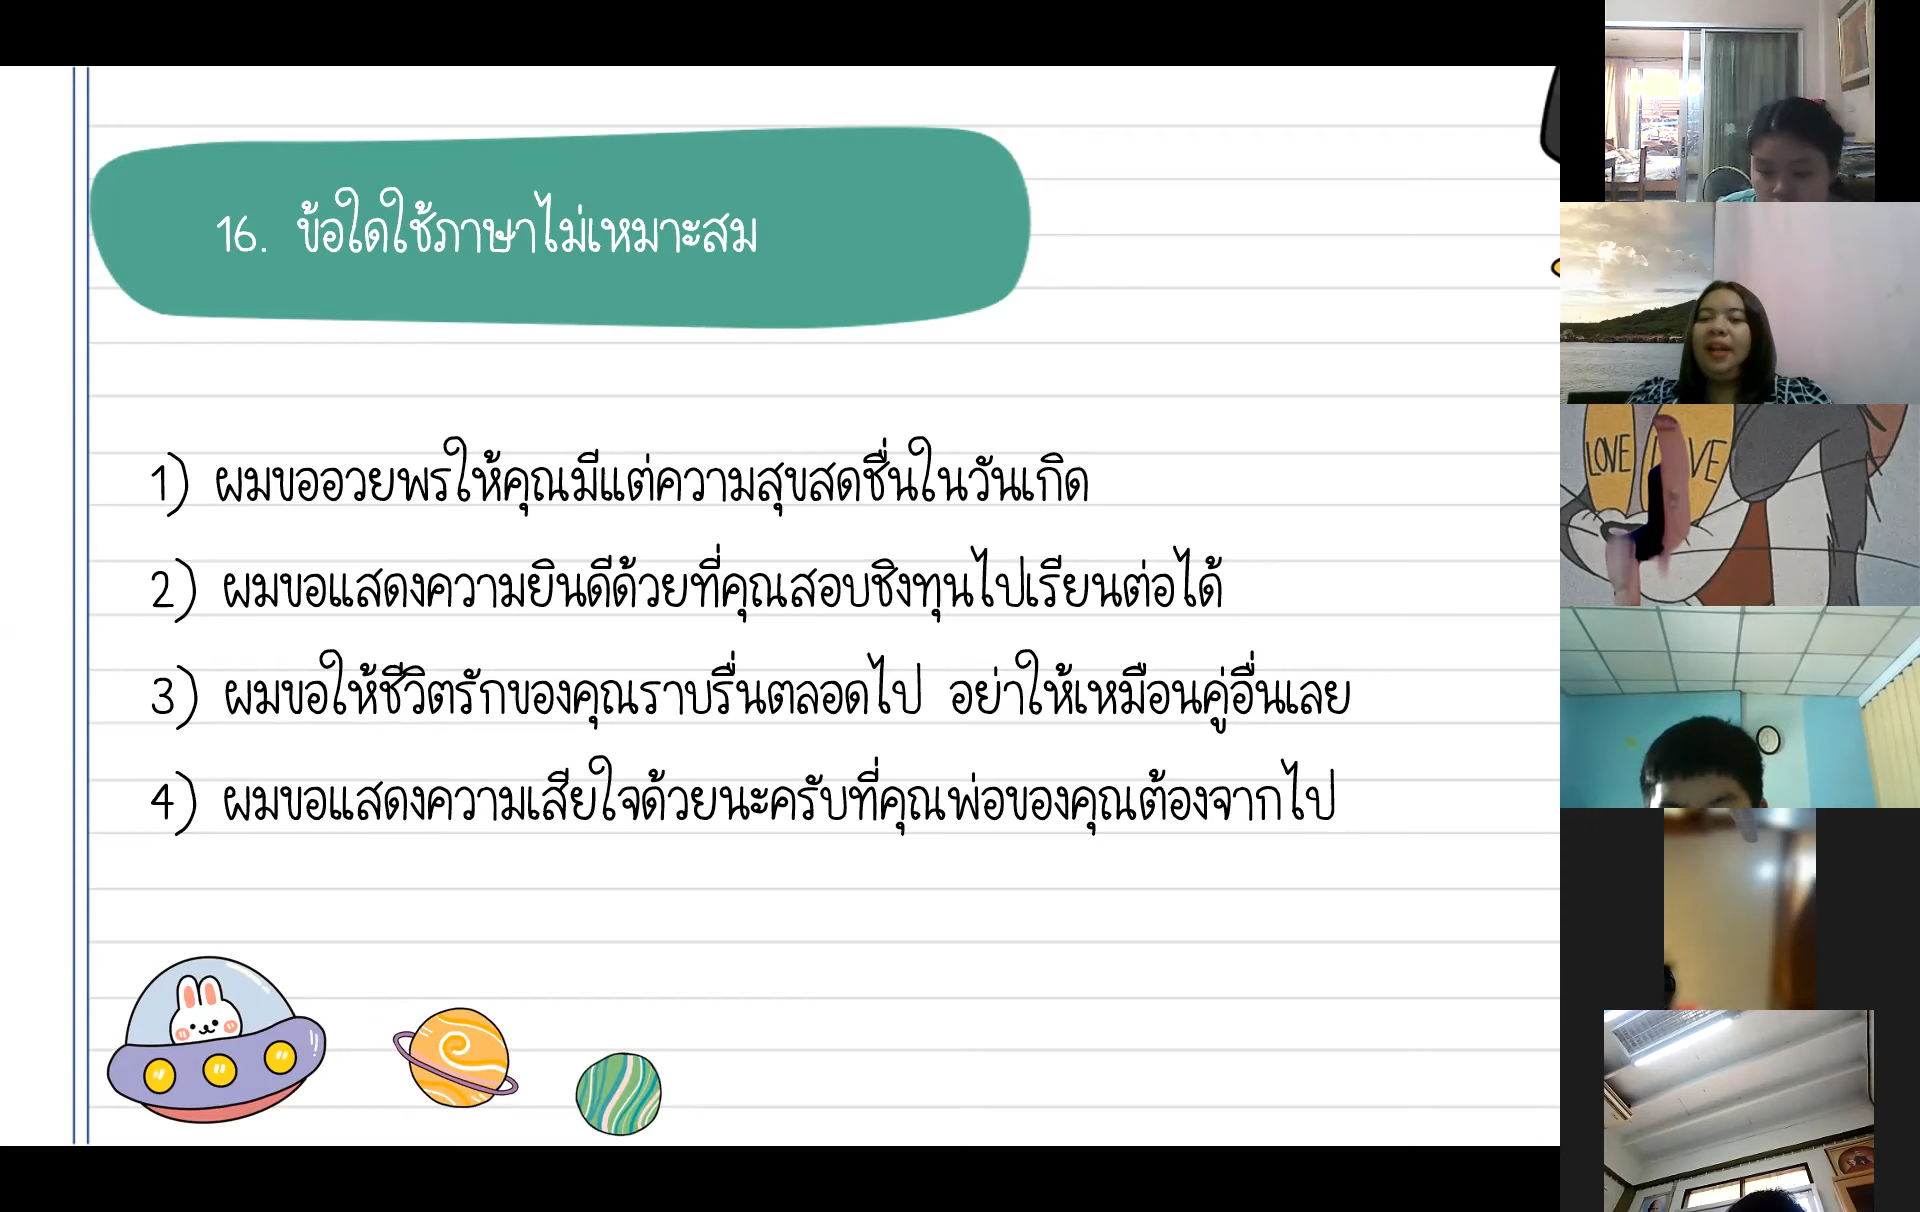 16. ข้อใดใช้ภาษาไม่เหมาะสม
1) ผมขออวยพรให้คุณมีแต่ความสุขสดชื่นในวันเกิด
2) ผมขอแสดงความยินดีด้วยที่คุณสอบชิงทุนไปเรียนต่อได้
3) ผมขอให้ชีวิตรักของคุณราบรื่นตลอดไป อย่าให้เหมือนคู่อื่นเลย
4) ผมขอแสดงความเสียใจด้วยนะครับที่คุณพ่อของคุณต้องจากไป
LOVE